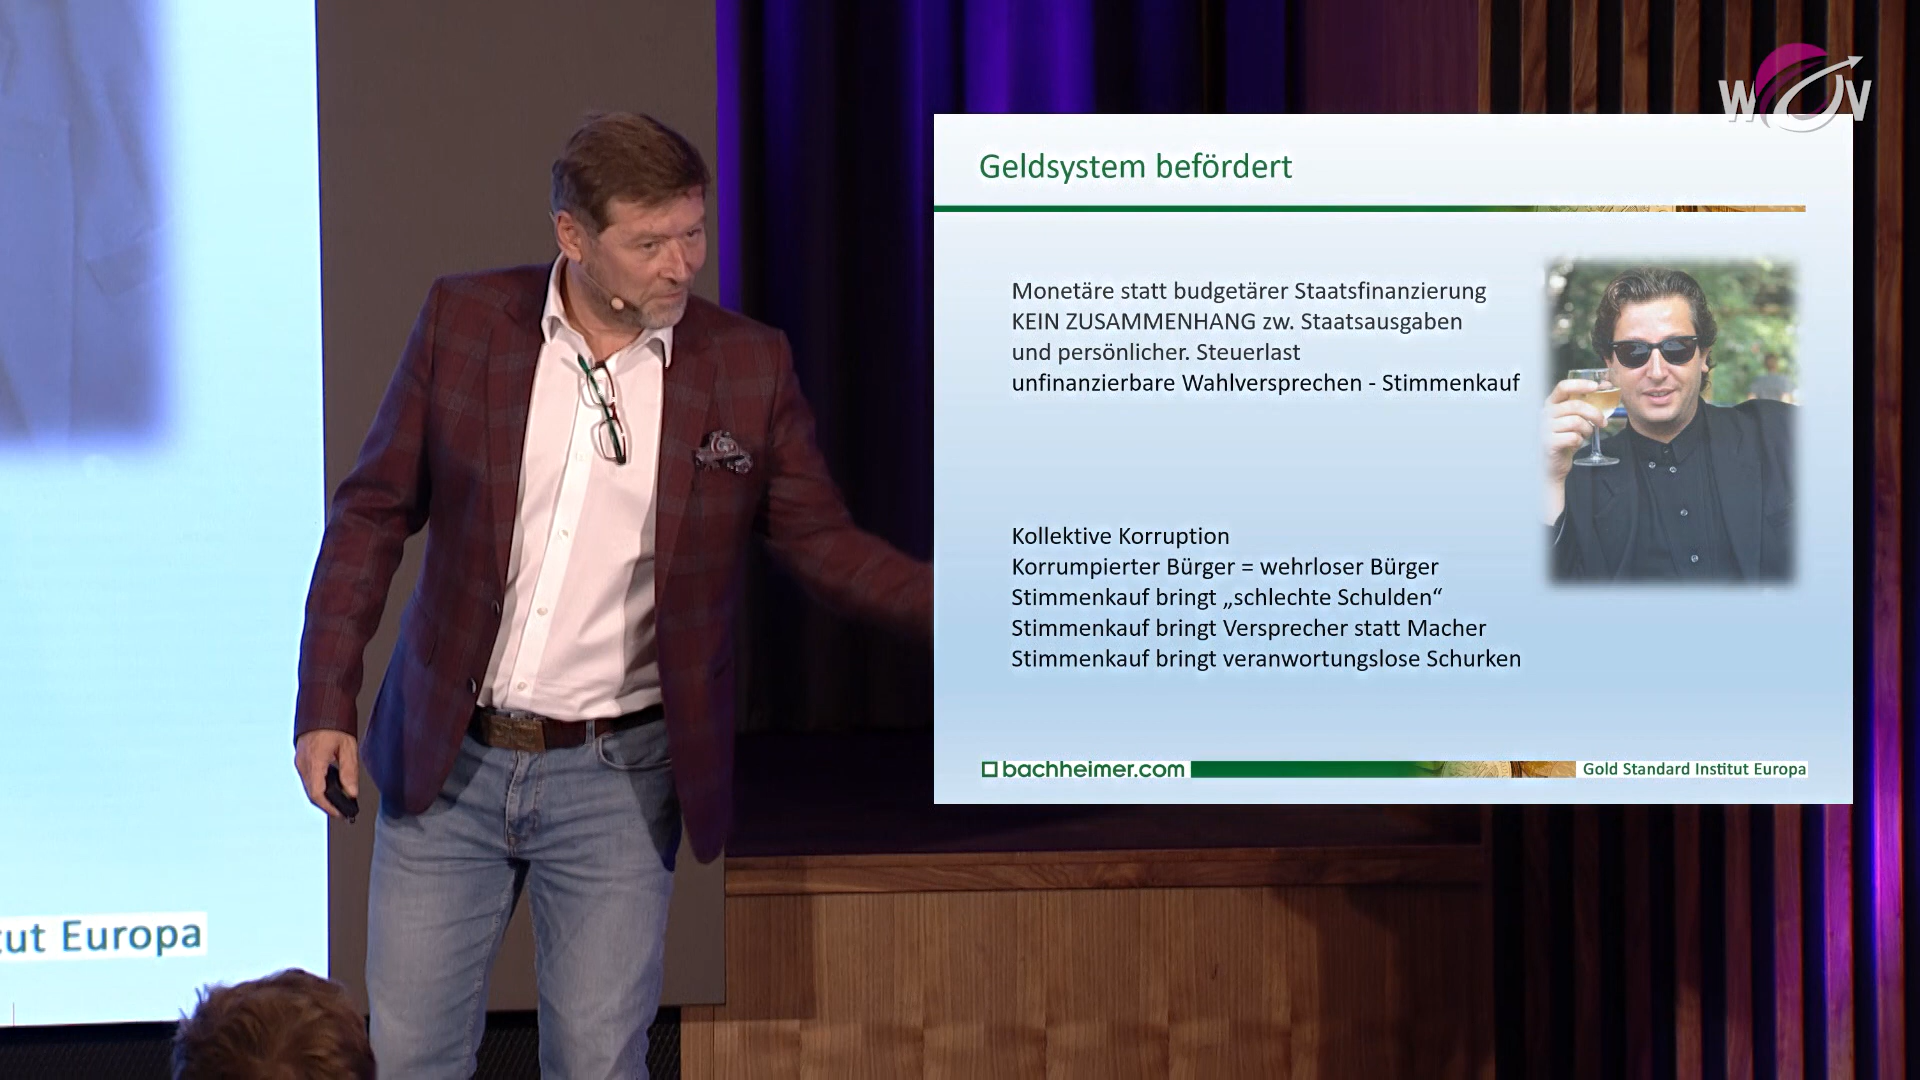 WOV
Geldsystem befördert
Monetäre statt budgetärer Staatsfinanzierung
KEIN ZUSAMMENHANG zw. Staatsausgaben
und persönlicher. Steuerlast
unfinanzierbare Wahlversprechen - Stimmenkauf
Kollektive Korruption
Korrumpierter Bürger = wehrloser Bürger
Stimmenkauf bringt „schlechte Schulden“
Stimmenkauf bringt Versprecher statt Macher
Stimmenkauf bringt veranwortungslose Schurken
bachheimer.com
Gold Standard Institut Europa
tut Europa